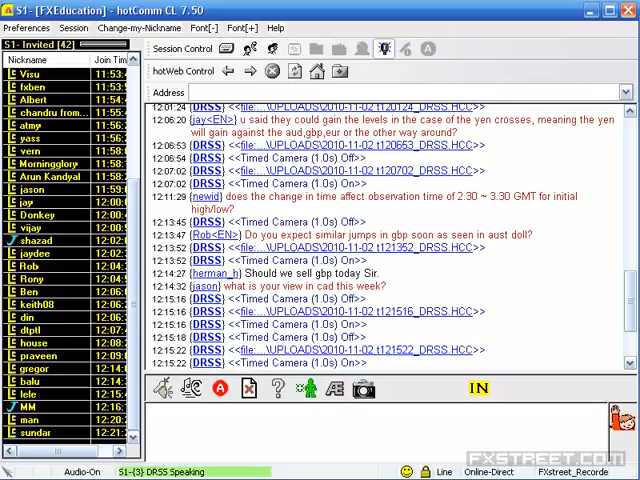 S1- [FXEducation] - hotComm CL 7.50
Preferences Session Change-my-Nickname Font[-] Font[+] Help
S1- Invited [42]
Session Control
Name Join Tim
hotWeb Control
Address
Visu 11:53:4
fxben 11:53:
Albert 11:54:
chandru from... 11:54:
atmy 11:56:
yass 11:56:
vern 11:56:
Morningglory 11:58:
Arun Kandyal 11:58:
jason 11:59:
jay 12:00:
Donkey 12:00:
vijay 12:01:
shazad 12:02:
jaydee 12:02:
Rob 12:06:
Rony 12:06:
Ben 12:06:
keith08 12:06:
din 12:06:
dtptl 12:07:
house 12:08:
praveen 12:09:
gregor 12:12:
balu 12:14:
lele 12:14:
MM 12:16:
man 12:20:
sundar 12:21:
12:01:24 {DRSS} <<file:...\UPLOADS\2010-11-02 t120124_DRSS.HCC>>
12:06:20 {jay<EN>} u said they could gain the levels in the case of the yen crosses, meaning the yen
will gain against the aud,gbp,eur or the other way around?
12:06:53 {DRSS} <<file:...\UPLOADS\2010-11-02 t120653_DRSS.HCC>>
12:06:54 {DRSS} <<Timed Camera (1.0s) Off>>
12:07:02 {DRSS} <<file:...\UPLOADS\2010-11-02 t120702_DRSS.HCC>>
12:07:02 {DRSS} <<Timed Camera (1.0s) On>>
12:11:29 {newid} does the change in time affect observation time of 2.30 ~ 3.30 GMT for initial
high/low?
12:13:45 {DRSS} <<Timed Camera (1.0s) Off>>
12:13:47 {Rob<EN>} Do you expect similar jumps in gbp soon as seen in aust doll?
12:13:52 {DRSS} <<file:...\UPLOADS\2010-11-02 t121352_DRSS.HCC>>
12:13:52 {DRSS} <<Timed Camera (1.0s) On>>
12:14:27 {herman_h} Should we sell gbp today Sir.
12:14:32 {jason} what is your view in cad this week?
12:15:16 {DRSS} <<Timed Camera (1.0s) Off>>
12:15:16 {DRSS} <<file:...\UPLOADS\2010-11-02 t121516_DRSS.HCC>>
12:15:16 {DRSS} <<Timed Camera (1.0s) On>>
12:15:18 {DRSS} <<Timed Camera (1.0s) Off>>
12:15:22 {DRSS} <<file:...\UPLOADS\2010-11-02 t121522_DRSS.HCC>>
12:15:22 {DRSS} <<Timed Camera (1.0s) On>>
IN
FXSTREET.COM
Audio-On S1-{3} DRSS Speaking Line Online-Direct FXstreet_Recorde